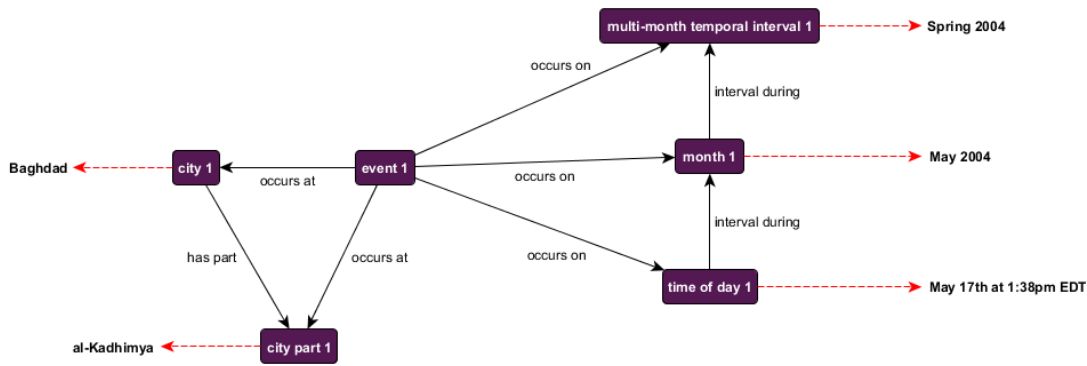 multi-month temporal interval 1
Spring 2004
occurs on
interval during
Baghdad
city 1
event 1
month 1
May 2004
occurs at
occurs on
interval during
has part
occurs at
occurs on
time of day 1
May 17th at 1:38pm EDT
al-Kadhimya
city part 1